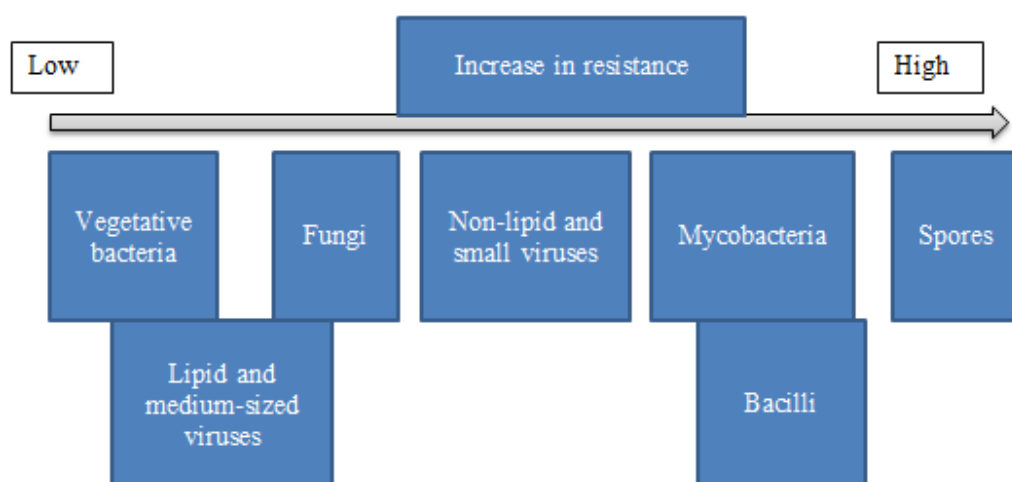 Low
Increase in resistance
High
Vegetative
bacteria
Fungi
Non-lipid and
small viruses
Mycobacteria
Spores
Lipid and
medium-sized
viruses
Bacilli